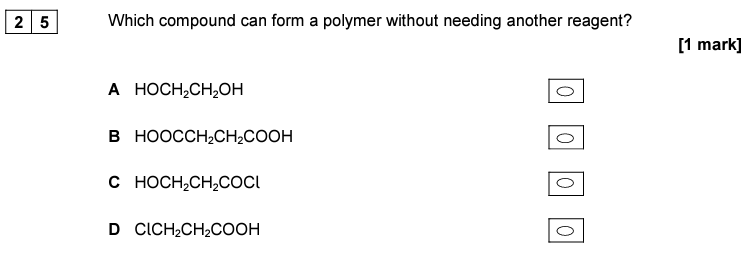 2 5 Which compound can form a polymer without needing another reagent?
[1 mark]
A HOCH₂CH₂OH
B HOOCCH₂CH₂COOH
C HOCH₂CH₂COCl
D ClCH₂CH₂COOH